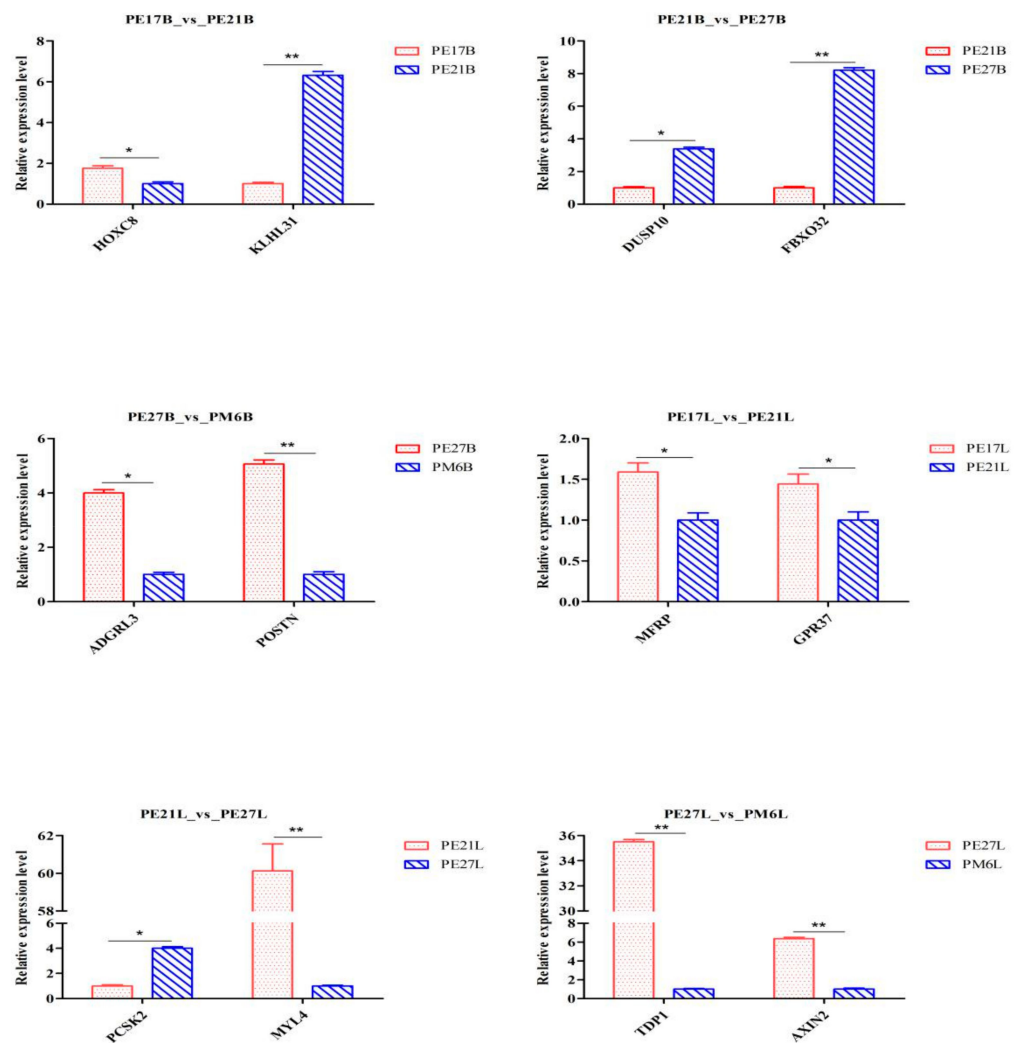 PE17B_vs_PE21B
Relative expression level
8
6
4
2
0
*
**
HOXC8
KLHL31
PE17B
PE21B
PE21B_vs_PE27B
Relative expression level
10
8
6
4
2
0
*
**
DUSP10
FBXO32
PE21B
PE27B
PE27B_vs_PM6B
Relative expression level
6
4
2
0
*
**
ADGRL3
POSTN
PE27B
PM6B
PE17L_vs_PE21L
Relative expression level
2.0
1.5
1.0
0.5
0.0
*
*
MFRP
GPR37
PE17L
PE21L
PE21L_vs_PE27L
Relative expression level
62
60
58
6
4
2
0
*
**
PCSK2
MYL4
PE21L
PE27L
PE27L_vs_PM6L
Relative expression level
36
34
32
30
8
6
4
2
0
**
**
TDP1
AXIN2
PE27L
PM6L